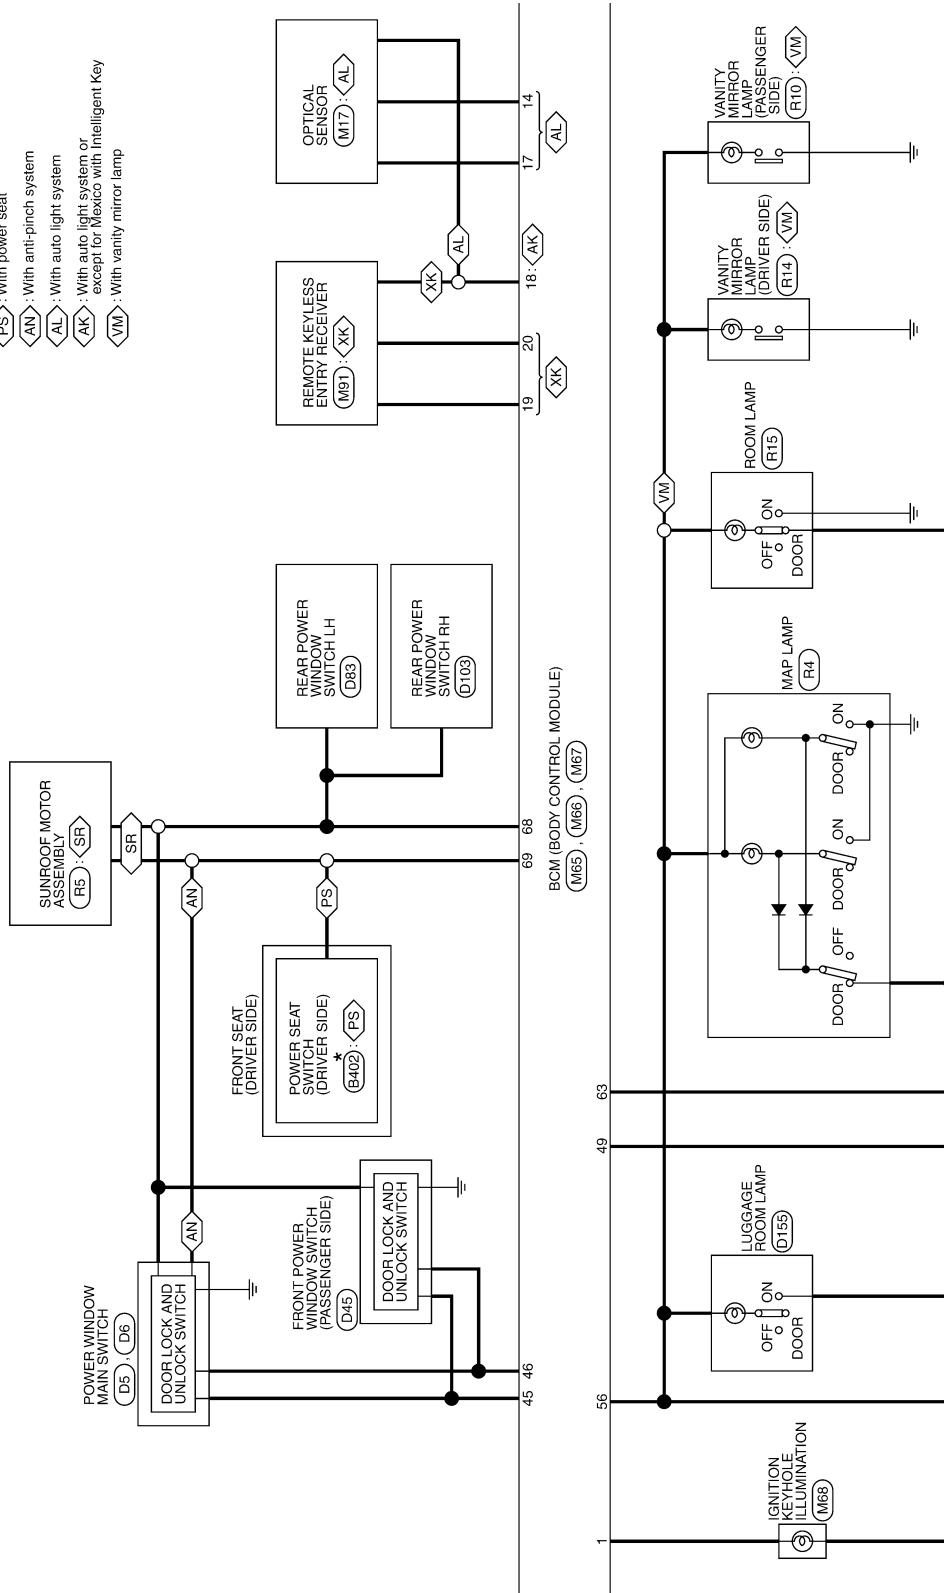 PS : With power seat
AN : With anti-pinch system
AL : With auto light system
AK : With auto light system or
except for Mexico with Intelligent Key
VM : With vanity mirror lamp
POWER WINDOW
MAIN SWITCH
D5 , D6
DOOR LOCK AND
UNLOCK SWITCH
AN
SUNROOF MOTOR
ASSEMBLY
R5 : SR
SR
AN
PS
FRONT SEAT
(DRIVER SIDE)
POWER SEAT
SWITCH
(DRIVER SIDE)
*
B402 : PS
FRONT POWER
WINDOW SWITCH
(PASSENGER SIDE)
D45
DOOR LOCK AND
UNLOCK SWITCH
REAR POWER
WINDOW
SWITCH LH
D83
REAR POWER
WINDOW
SWITCH RH
D103
REMOTE KEYLESS
ENTRY RECEIVER
M91 : XK
XK
AL
OPTICAL
SENSOR
M17 : AL
45
46
69
68
19
20
18 : AK
17
14
XK
AL
BCM (BODY CONTROL MODULE)
M65 , M66 , M67
1
56
49
63
VM
IGNITION
KEYHOLE
ILLUMINATION
M68
LUGGAGE
ROOM LAMP
D155
OFF
ON
DOOR
MAP LAMP
R4
DOOR
OFF
DOOR
ON
DOOR
ON
ROOM LAMP
R15
OFF
ON
DOOR
VANITY
MIRROR
LAMP
(DRIVER SIDE)
R14 : VM
VANITY
MIRROR
LAMP
(PASSENGER
SIDE)
R10 : VM